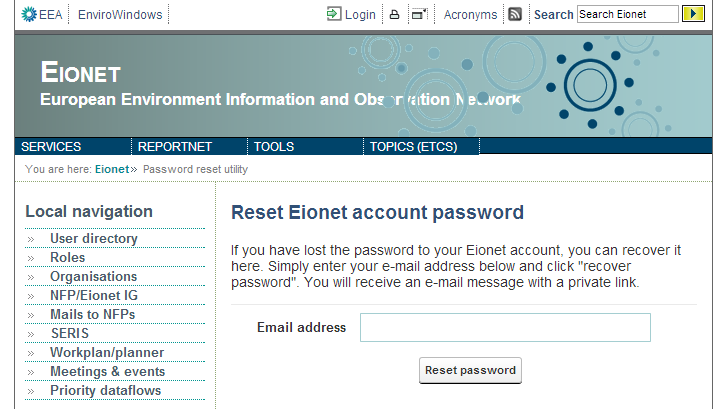 EEA EnviroWindows Login Acronyms Search Search Eionet
EIONET
European Environment Information and Observation Network
SERVICES REPORTNET TOOLS TOPICS (ETCS)
You are here: Eionet» Password reset utility
Local navigation
» User directory
» Roles
» Organisations
» NFP/Eionet IG
» Mails to NFPs
» SERIS
» Workplan/planner
» Meetings & events
» Priority dataflows
Reset Eionet account password
If you have lost the password to your Eionet account, you can recover it
here. Simply enter your e-mail address below and click "recover
password". You will receive an e-mail message with a private link.
Email address
Reset password